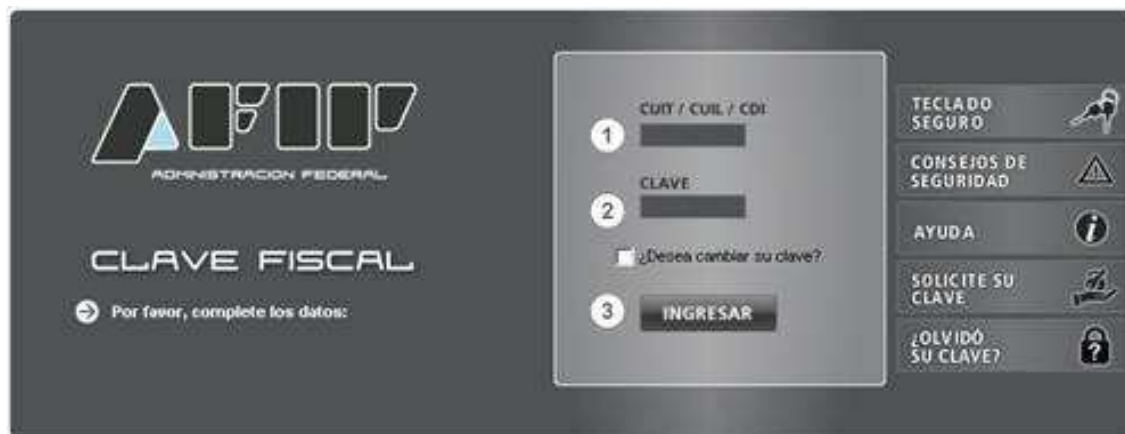 AFIP
ADMINISTRACION FEDERAL
CLAVE FISCAL
Por favor, complete los datos:
1
CUIT / CUIL / CDI
2
CLAVE
¿Desea cambiar su clave?
3
INGRESAR
TECLADO
SEGURO
CONSEJOS DE
SEGURIDAD
AYUDA
i
SOLICITE SU
CLAVE
¿OLVIDÓ
SU CLAVE?
?